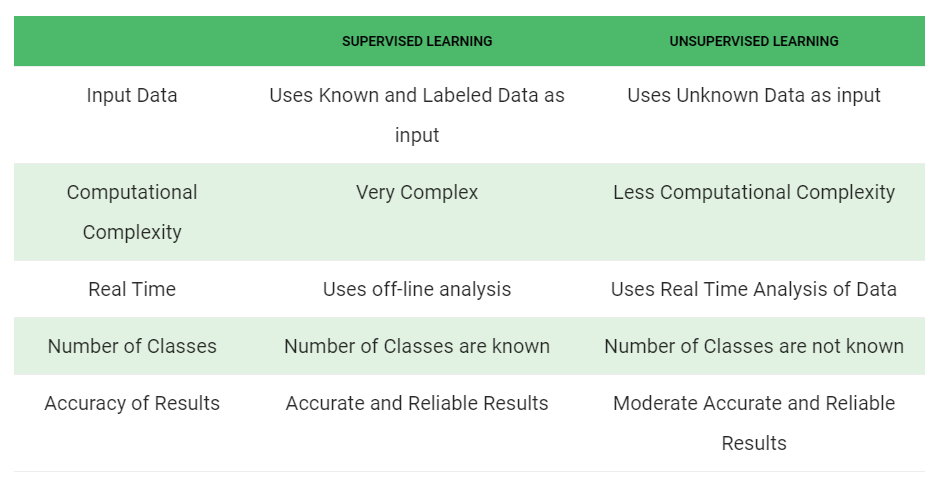 SUPERVISED LEARNING UNSUPERVISED LEARNING
Input Data Uses Known and Labeled Data as input Uses Unknown Data as input
Computational Complexity Very Complex Less Computational Complexity
Real Time Uses off-line analysis Uses Real Time Analysis of Data
Number of Classes Number of Classes are known Number of Classes are not known
Accuracy of Results Accurate and Reliable Results Moderate Accurate and Reliable Results